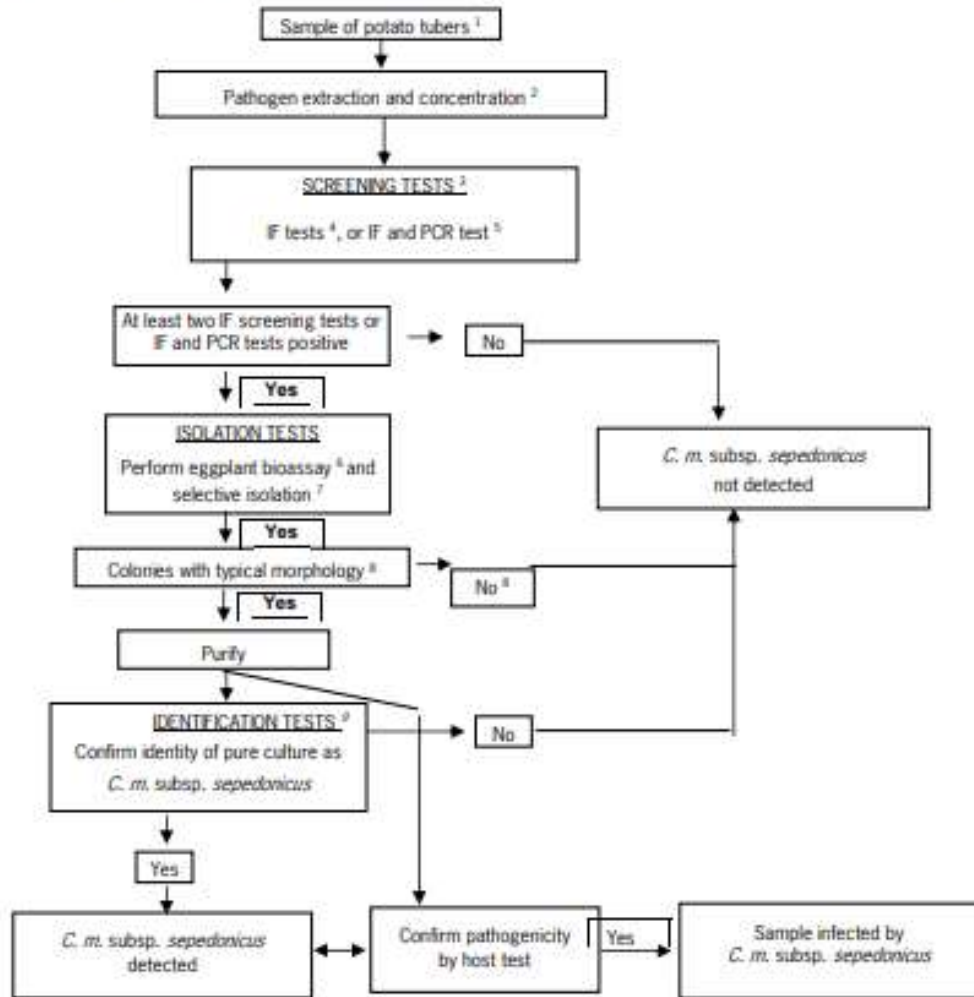 Sample of potato tubers 1
Pathogen extraction and concentration 2
SCREENING TESTS 3
IF tests 4, or IF and PCR test 5
At least two IF screening tests or
IF and PCR tests positive
No
Yes
ISOLATION TESTS
Perform eggplant bioassay 6 and
selective isolation 7
C. m. subsp. sepedonicus
not detected
Yes
Colonies with typical morphology 8
No 8
Yes
Purify
IDENTIFICATION TESTS 9
Confirm identity of pure culture as
C. m. subsp. sepedonicus
No
Yes
C. m. subsp. sepedonicus
detected
Confirm pathogenicity
by host test
Yes
Sample infected by
C. m. subsp. sepedonicus